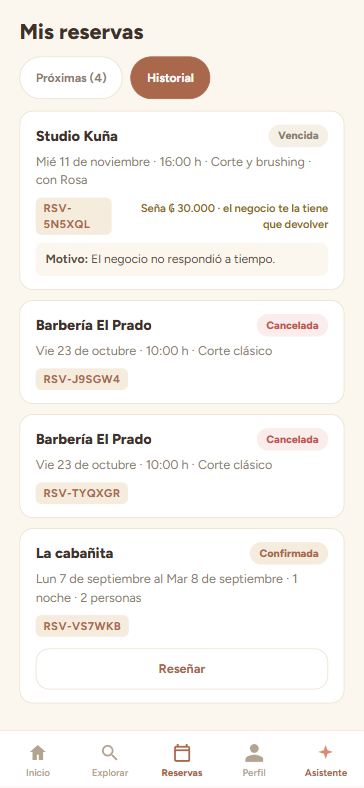 Mis reservas
Próximas (4)
Historial
Studio Kuña
Vencida
Mié 11 de noviembre · 16:00 h · Corte y brushing ·
con Rosa
RSV-
5N5XQL
Seña ₲ 30.000 · el negocio te la tiene
que devolver
Motivo: El negocio no respondió a tiempo.
Barbería El Prado
Cancelada
Vie 23 de octubre · 10:00 h · Corte clásico
RSV-J9SGW4
Barbería El Prado
Cancelada
Vie 23 de octubre · 10:00 h · Corte clásico
RSV-TYQXGR
La cabañita
Confirmada
Lun 7 de septiembre al Mar 8 de septiembre · 1
noche · 2 personas
RSV-VS7WKB
Reseñar
Inicio
Explorar
Reservas
Perfil
Asistente